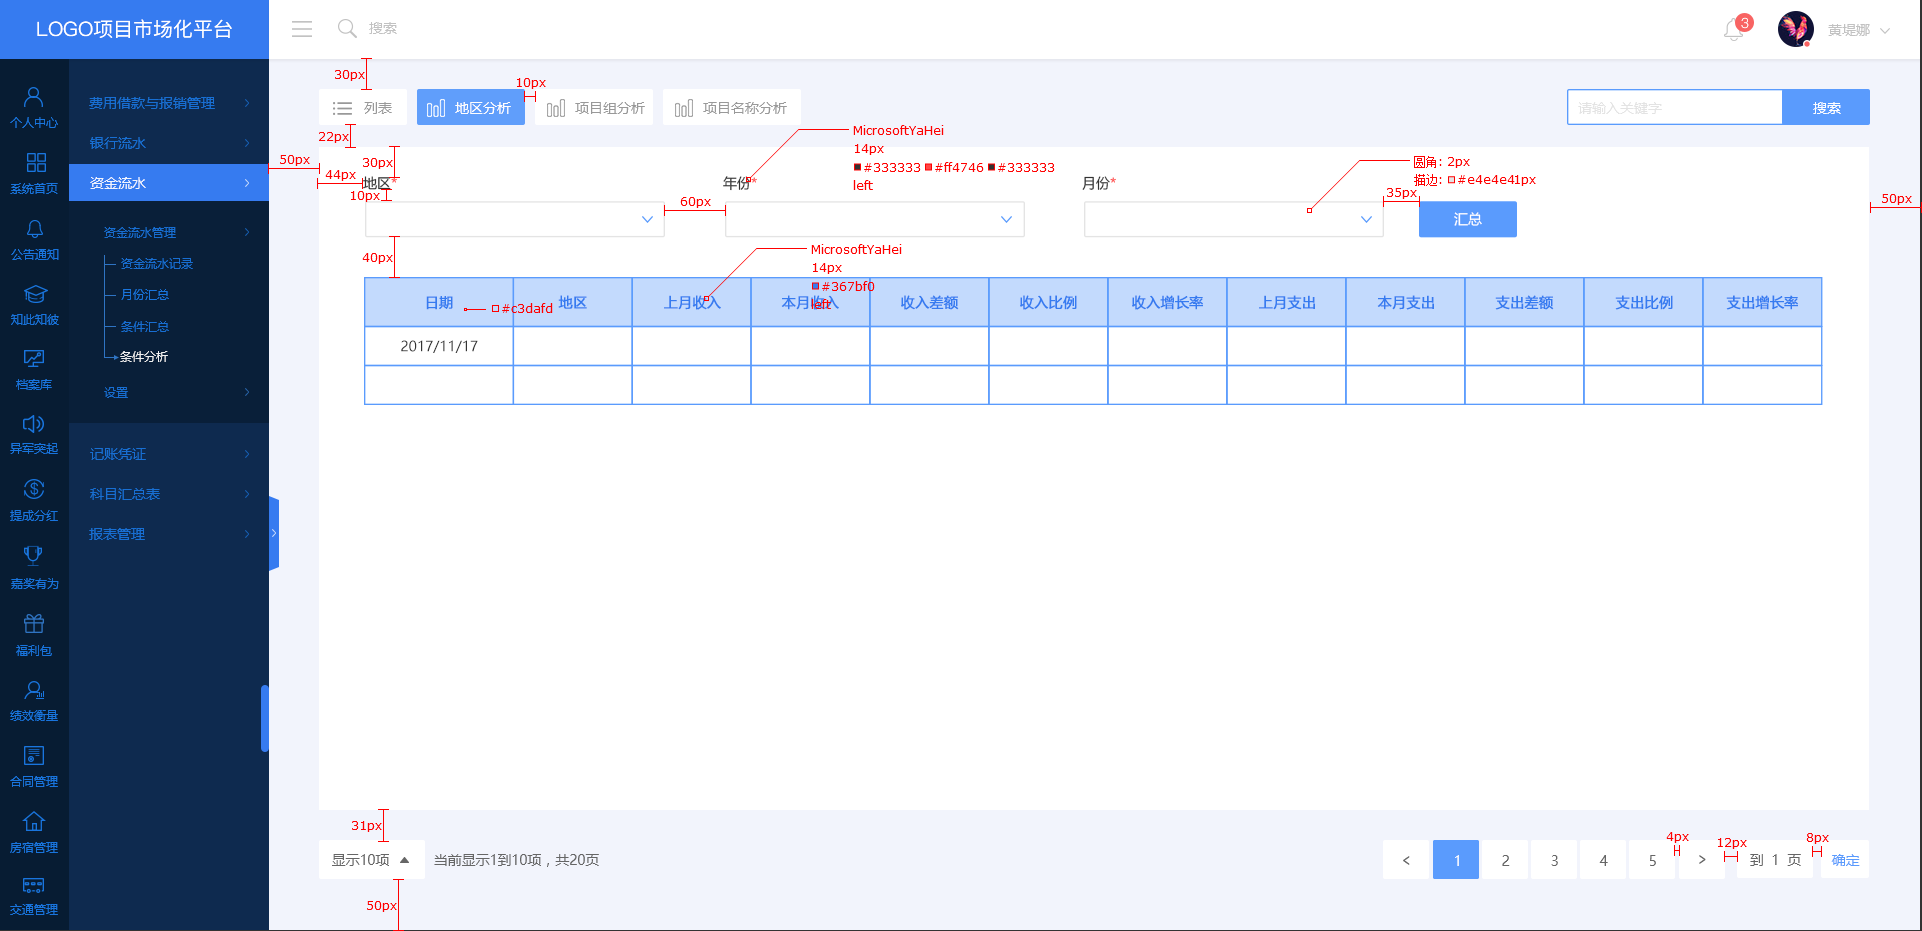 LOGO项目市场化平台
搜索
3
黄堤娜
个人中心
系统首页
公告通知
知此知彼
档案库
异军突起
提成分红
嘉奖有为
福利包
绩效衡量
合同管理
房宿管理
交通管理
费用借款与报销管理
银行流水
资金流水
资金流水管理
资金流水记录
月份汇总
条件汇总
条件分析
设置
记账凭证
科目汇总表
报表管理
30px
10px
列表 地区分析 项目组分析 项目名称分析
请输入关键字 搜索
22px
MicrosoftYaHei
14px
#333333 #ff4746 #333333
left
50px
30px
44px
圆角: 2px
描边: #e4e4e41px
地区* 年份* 月份*
10px
60px
35px
50px
汇总
40px
MicrosoftYaHei
14px
#367bf0
left
#c3dafd
日期 地区 上月收入 本月收入 收入差额 收入比例 收入增长率 上月支出 本月支出 支出差额 支出比例 支出增长率
2017/11/17
31px
4px
12px
8px
显示10项 当前显示1到10项，共20页
< 1 2 3 4 5 > 到 1 页 确定
50px